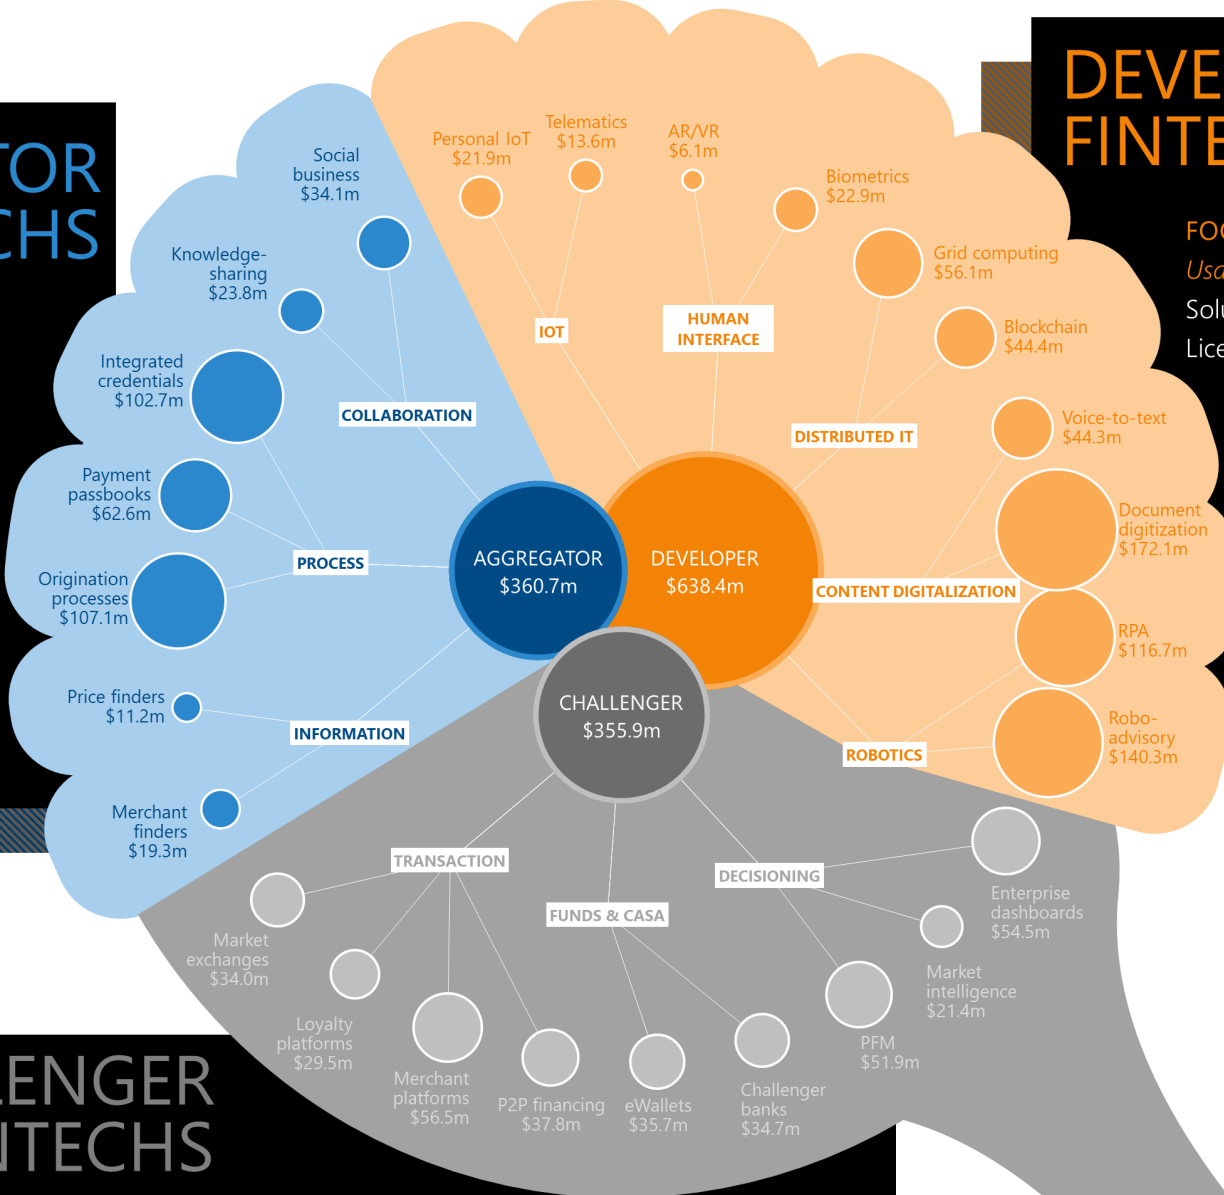 DEVE
FINTE
TOR
CHS
FOC
Usa
Solu
Lice
Social
business
$34.1m
Knowledge-
sharing
$23.8m
Integrated
credentials
$102.7m
Payment
passbooks
$62.6m
Origination
processes
$107.1m
Price finders
$11.2m
Merchant
finders
$19.3m
COLLABORATION
PROCESS
INFORMATION
Personal IoT
$21.9m
Telematics
$13.6m
AR/VR
$6.1m
Biometrics
$22.9m
Grid computing
$56.1m
Blockchain
$44.4m
Voice-to-text
$44.3m
Document
digitization
$172.1m
RPA
$116.7m
Robo-
advisory
$140.3m
IOT
HUMAN
INTERFACE
DISTRIBUTED IT
CONTENT DIGITALIZATION
ROBOTICS
AGGREGATOR
$360.7m
DEVELOPER
$638.4m
CHALLENGER
$355.9m
TRANSACTION
FUNDS & CASA
DECISIONING
Market
exchanges
$34.0m
Loyalty
platforms
$29.5m
Merchant
platforms
$56.5m
P2P financing
$37.8m
eWallets
$35.7m
Challenger
banks
$34.7m
PFM
$51.9m
Market
intelligence
$21.4m
Enterprise
dashboards
$54.5m
LENGER
NTECHS